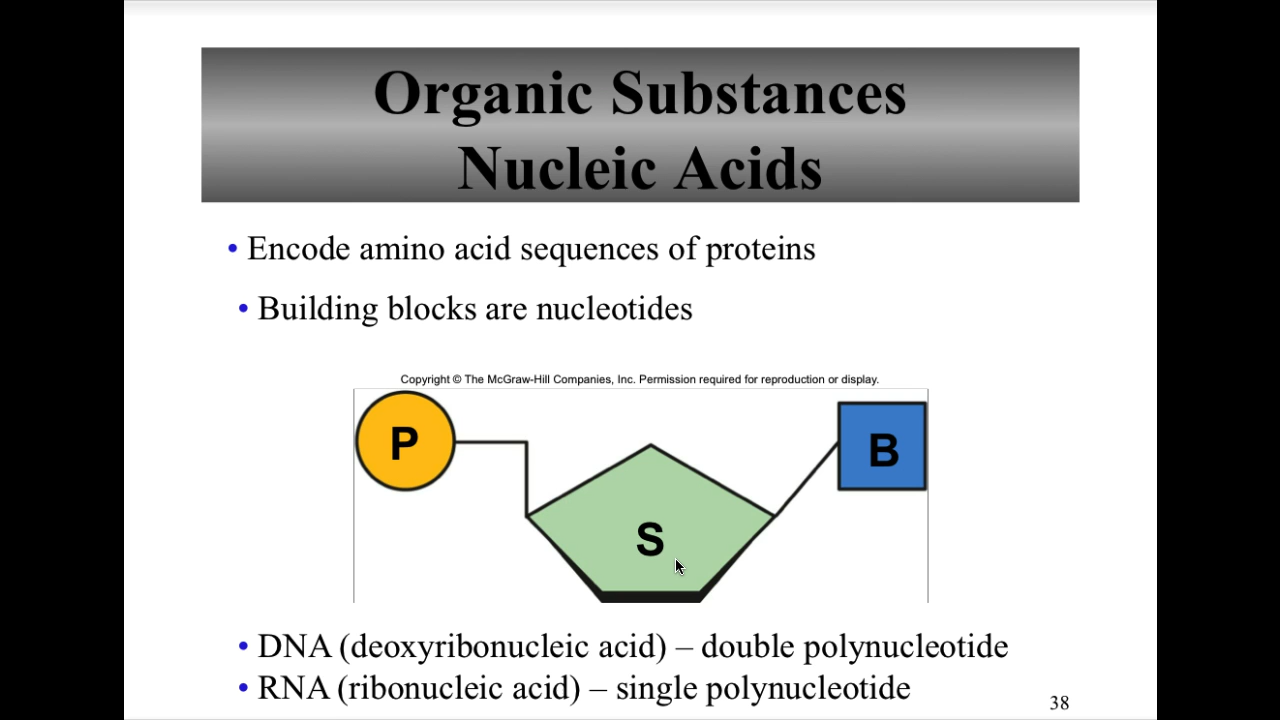 Organic Substances
Nucleic Acids
• Encode amino acid sequences of proteins
• Building blocks are nucleotides
Copyright © The McGraw-Hill Companies, Inc. Permission required for reproduction or display.
P
B
S
• DNA (deoxyribonucleic acid) – double polynucleotide
• RNA (ribonucleic acid) – single polynucleotide
38